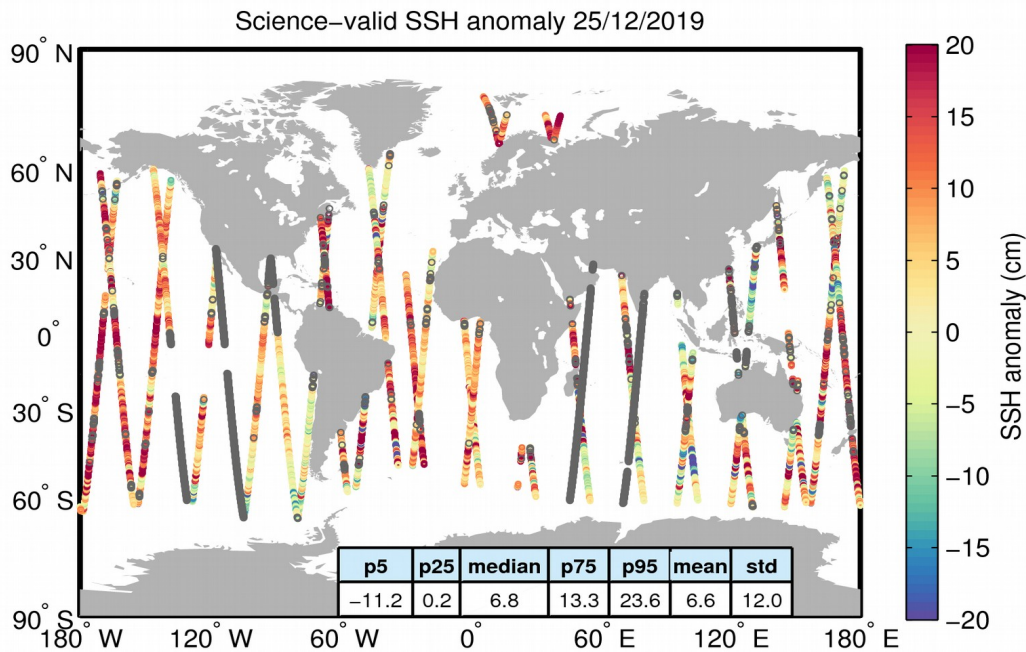 Science−valid SSH anomaly 25/12/2019
90° N
60° N
30° N
0°
30° S
60° S
90° S
180° W
120° W
60° W
0°
60° E
120° E
180° E
p5 p25 median p75 p95 mean std
−11.2 0.2 6.8 13.3 23.6 6.6 12.0
20
15
10
5
0
−5
−10
−15
−20
SSH anomaly (cm)